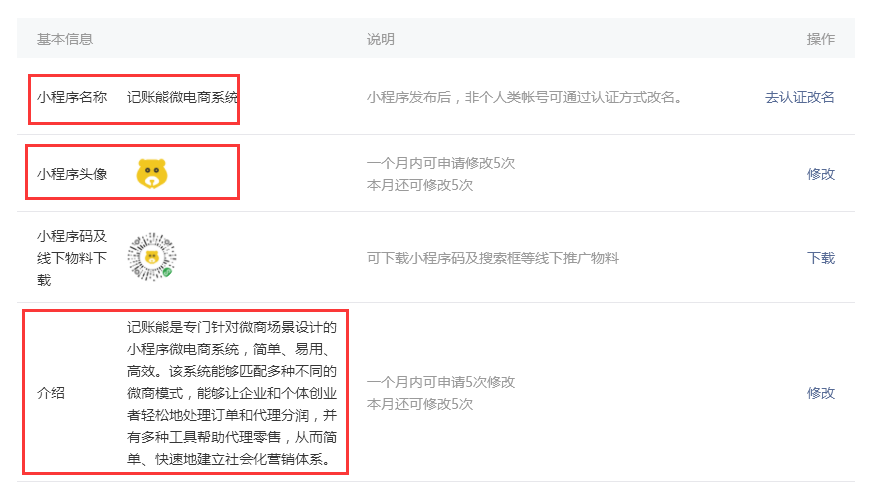 基本信息 说明 操作
小程序名称 记账熊微电商系统 小程序发布后，非个人类帐号可通过认证方式改名。 去认证改名
小程序头像 一个月内可申请修改5次 修改
本月还可修改5次
小程序码及
线下物料下
载
可下载小程序码及搜索框等线下推广物料 下载
介绍
记账熊是专门针对微商场景设计的
小程序微电商系统，简单、易用、
高效。该系统能够匹配多种不同的
微商模式，能够让企业和个体创业
者轻松地处理订单和代理分润，并
有多种工具帮助代理零售，从而简
单、快速地建立社会化营销体系。
一个月内可申请5次修改
本月还可修改5次
修改